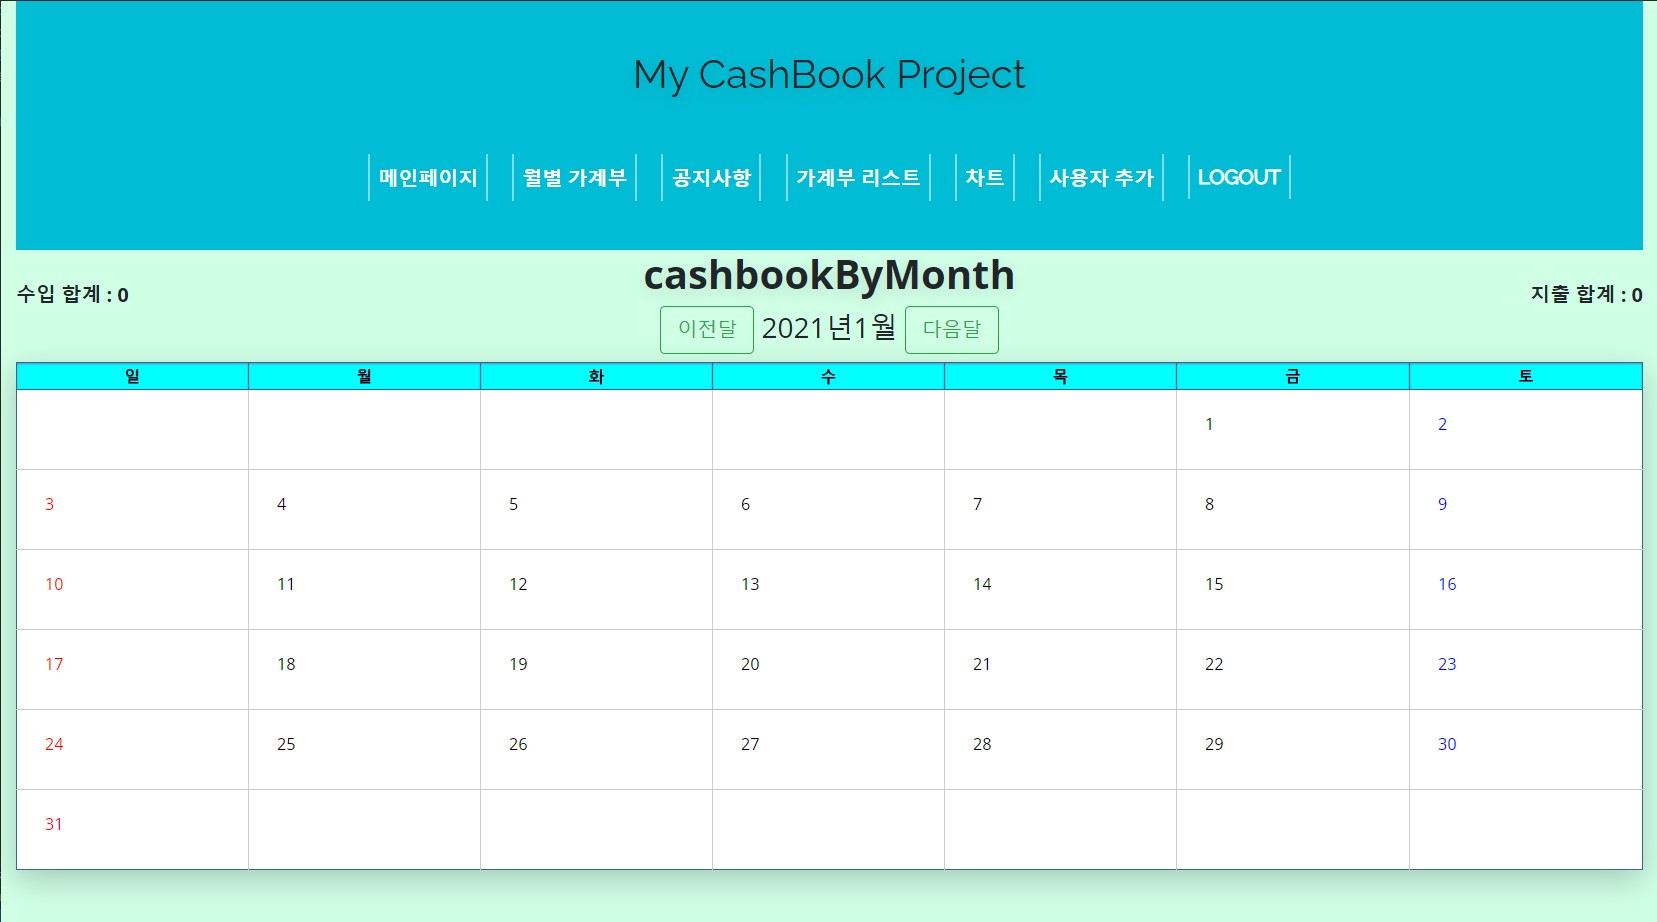 My CashBook Project
메인페이지 월별 가계부 공지사항 가계부 리스트 차트 사용자 추가 LOGOUT
cashbookByMonth
수입 합계 : 0 지출 합계 : 0
이전달 2021년1월 다음달
일 월 화 수 목 금 토
1 2
3 4 5 6 7 8 9
10 11 12 13 14 15 16
17 18 19 20 21 22 23
24 25 26 27 28 29 30
31